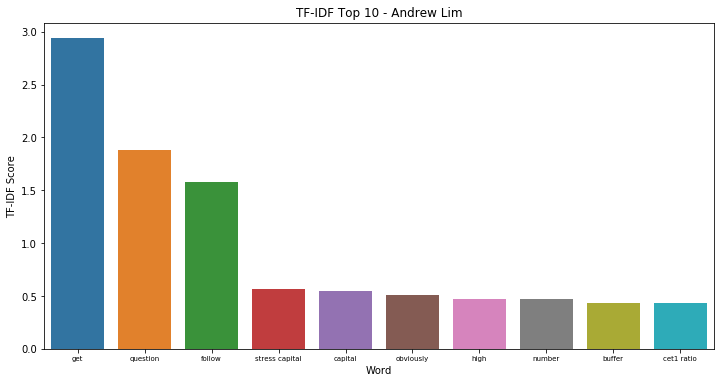 TF-IDF Top 10 - Andrew Lim
TF-IDF Score
3.0
2.5
2.0
1.5
1.0
0.5
0.0
get question follow stress capital capital obviously high number buffer cet1 ratio
Word